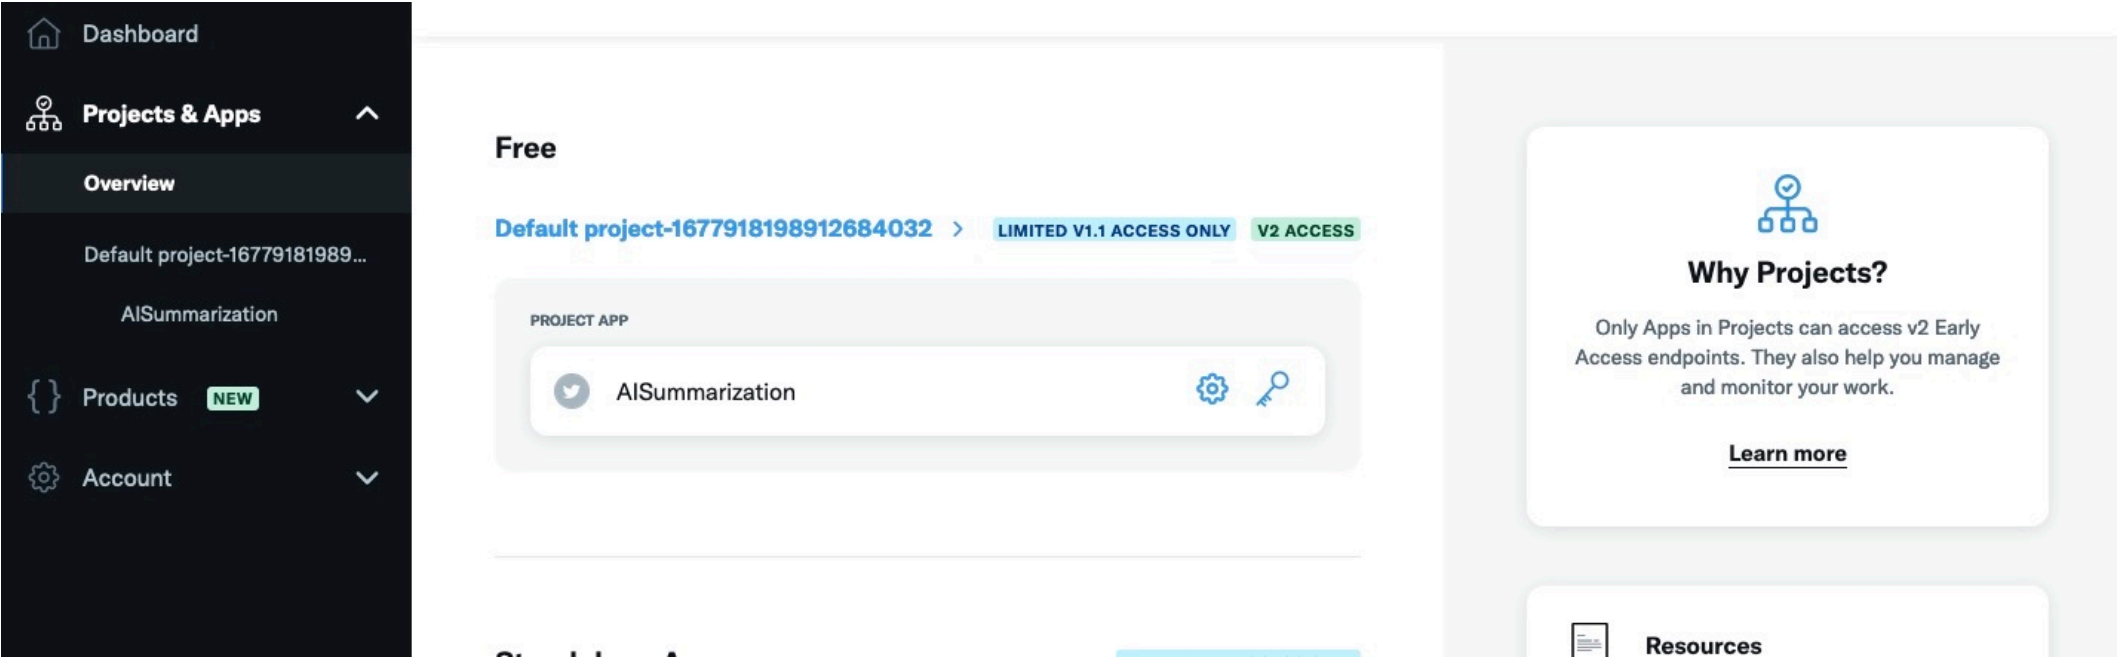 Dashboard
Projects & Apps
Overview
Default project-16779181989...
AISummarization
Products NEW
Account
Free
Default project-1677918198912684032 > LIMITED V1.1 ACCESS ONLY V2 ACCESS
PROJECT APP
AISummarization
Why Projects?
Only Apps in Projects can access v2 Early
Access endpoints. They also help you manage
and monitor your work.
Learn more
Resources